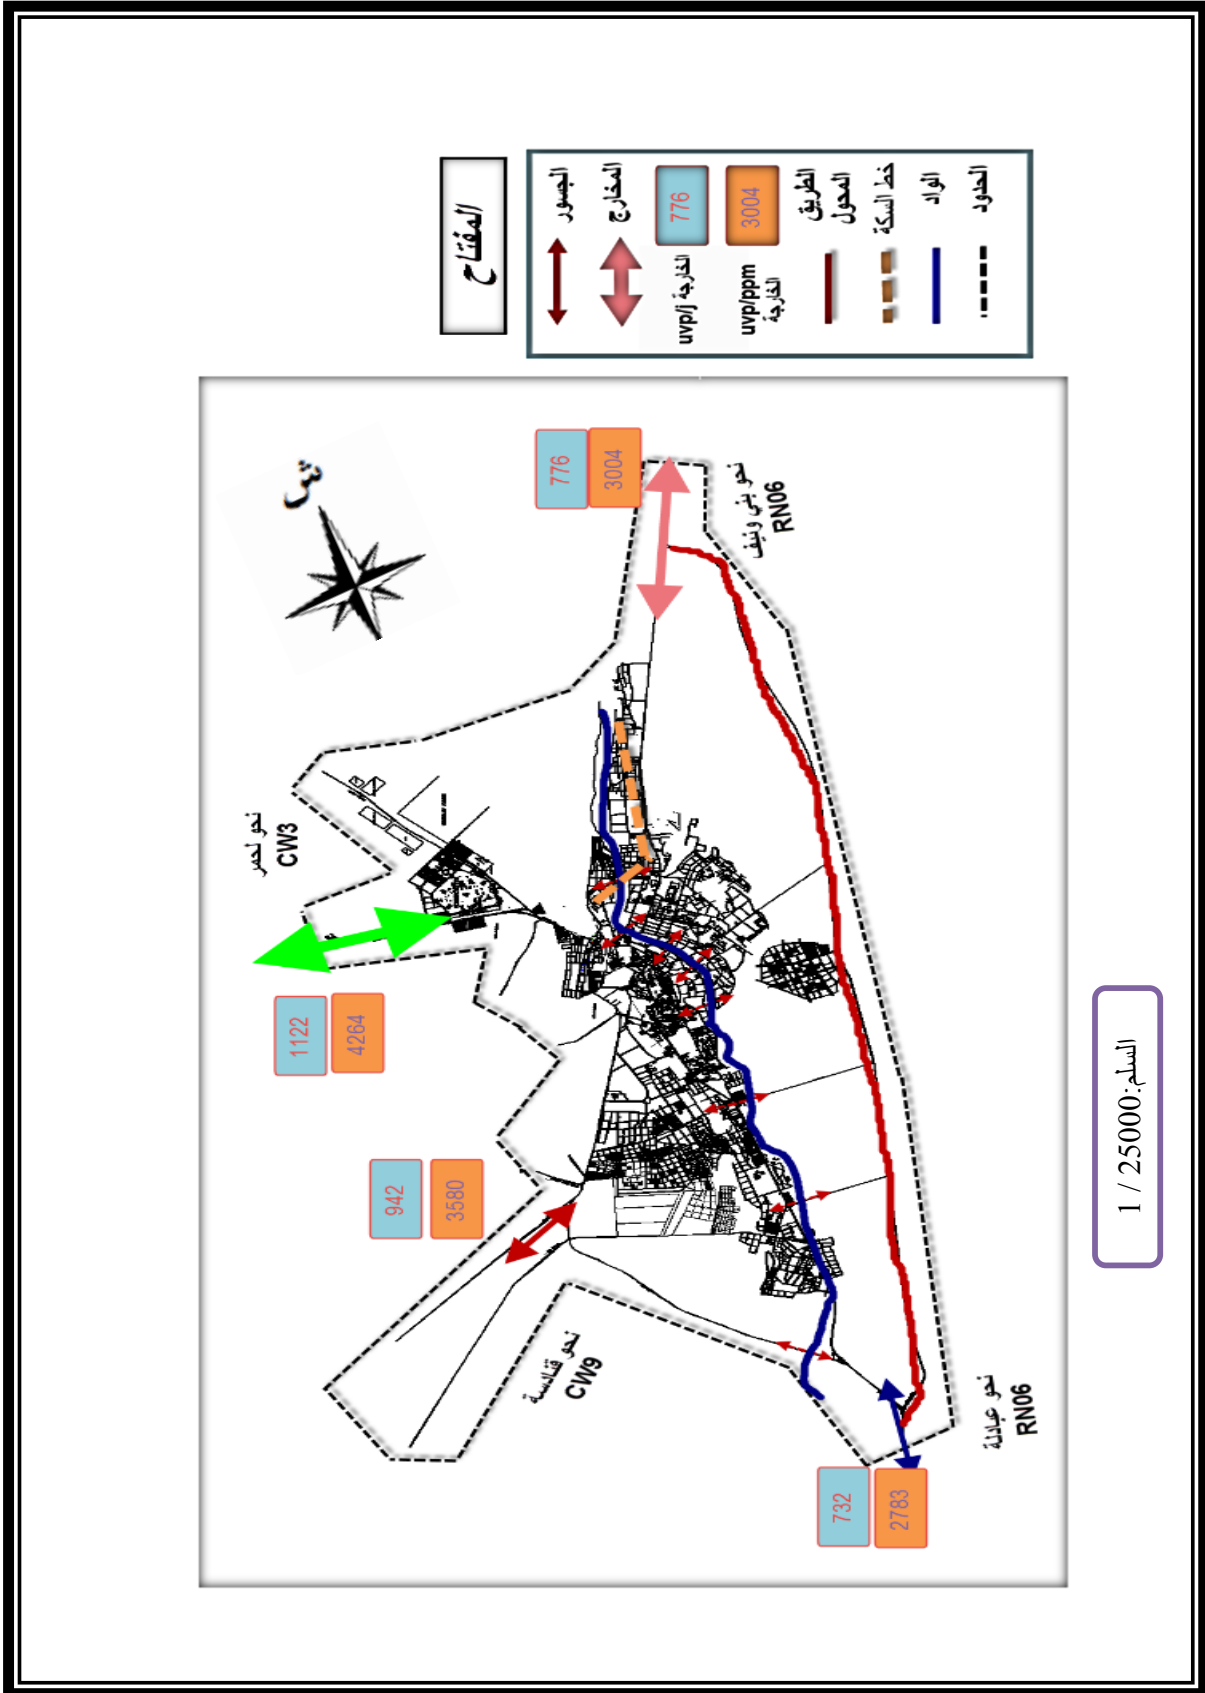 المفتاح
الجسور
المخارج
776
الخارجة uvp/j
3004
uvp/ppm
الخارجة
الطريق
المحول
خط السكة
الواد
الحدود
ش
776
3004
نحو بني ونيف
RN06
نحو لحمر
CW3
1122
4264
942
3580
نحو قنادسة
CW9
نحو عبادلة
RN06
732
2783
السلم:25000 / 1